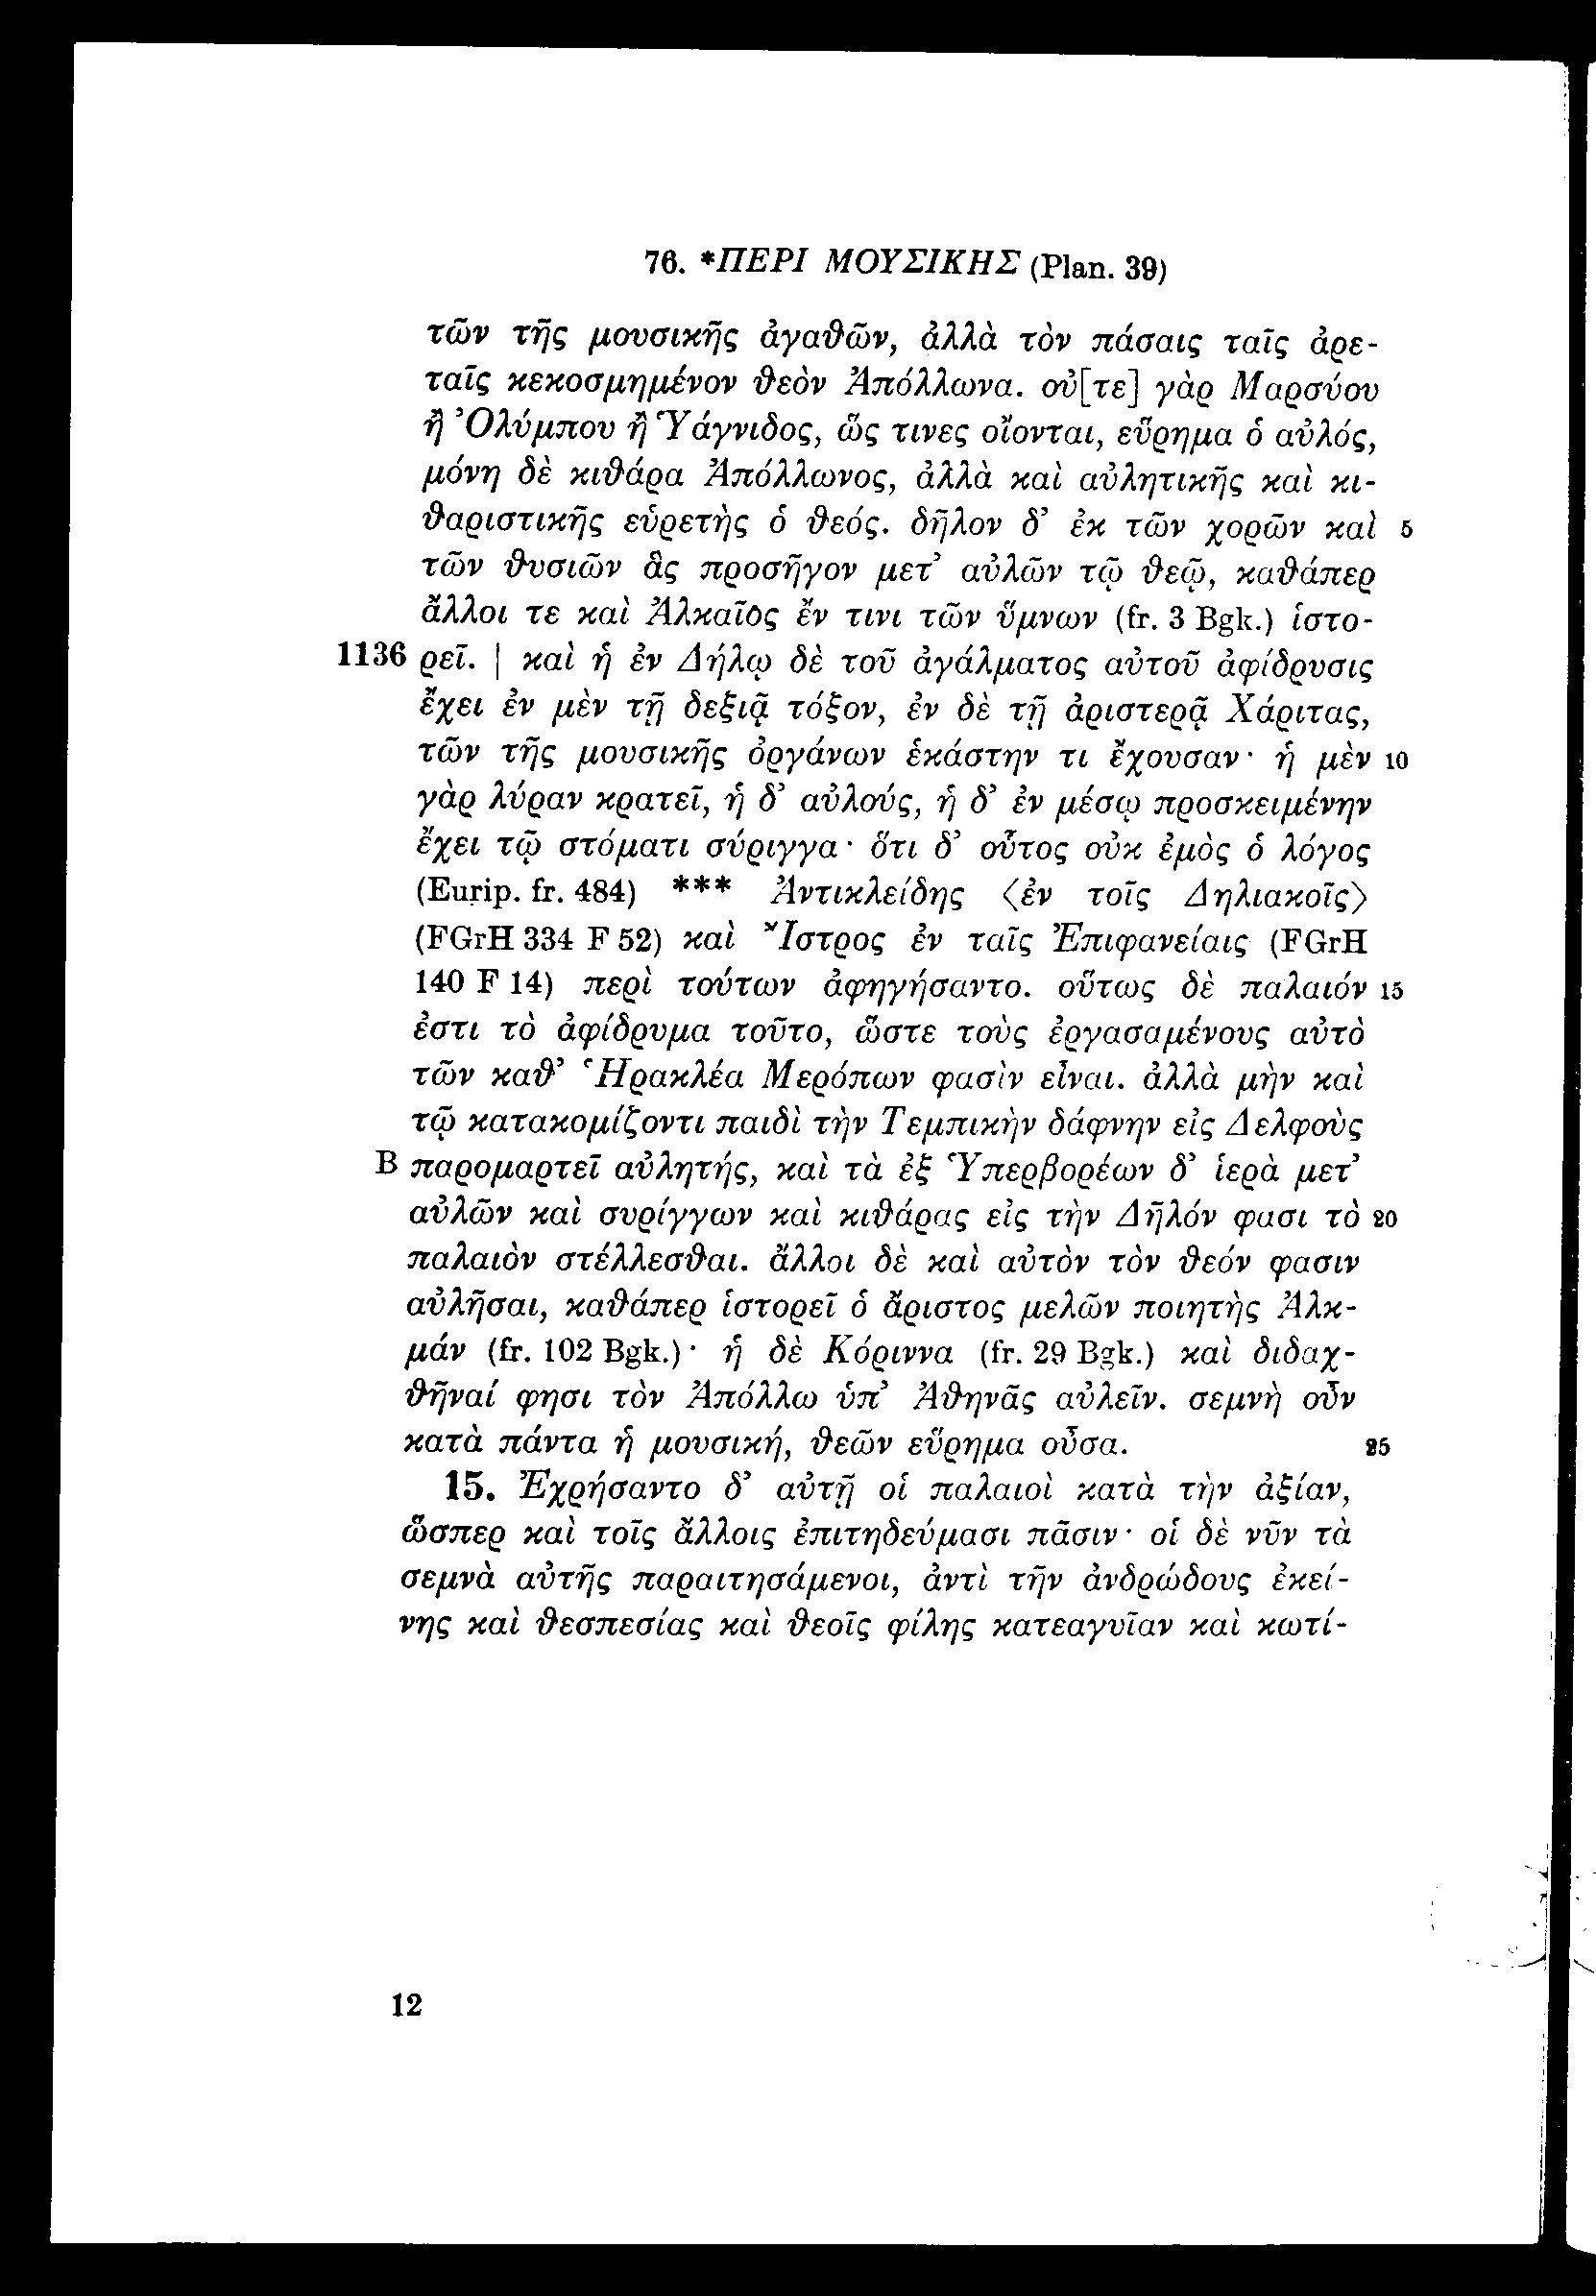 76. *ΠΕΡΙ ΜΟΥΣΙΚΗΣ (Plan. 39)
τῶν τῆς μουσικῆς ἀγαθῶν, ἀλλὰ τὸν πάσαις ταῖς ἀρε-
ταῖς κεκοσμημένον θεὸν Ἀπόλλωνα. οὐ[τε] γὰρ Μαρσύου
ἢ Ὀλύμπου ἢ Ὑάγνιδος, ὥς τινες οἴονται, εὕρημα ὁ αὐλός,
μόνη δὲ κιθάρα Ἀπόλλωνος, ἀλλὰ καὶ αὐλητικῆς καὶ κι-
θαριστικῆς εὑρετὴς ὁ θεός. δῆλον δ’ ἐκ τῶν χορῶν καὶ 5
τῶν θυσιῶν ἃς προσῆγον μετ’ αὐλῶν τῷ θεῷ, καθάπερ
ἄλλοι τε καὶ Ἀλκαῖος ἔν τινι τῶν ὕμνων (fr. 3 Bgk.) ἱστο-
1136 ρεῖ. | καὶ ἡ ἐν Δήλῳ δὲ τοῦ ἀγάλματος αὐτοῦ ἀφίδρυσις
ἔχει ἐν μὲν τῇ δεξιᾷ τόξον, ἐν δὲ τῇ ἀριστερᾷ Χάριτας,
τῶν τῆς μουσικῆς ὀργάνων ἑκάστην τι ἔχουσαν· ἡ μὲν 10
γὰρ λύραν κρατεῖ, ἡ δ’ αὐλούς, ἡ δ’ ἐν μέσῳ προσκειμένην
ἔχει τῷ στόματι σύριγγα· ὅτι δ’ οὗτος οὐκ ἐμὸς ὁ λόγος
(Eurip. fr. 484) *** Ἀντικλείδης ⟨ἐν τοῖς Δηλιακοῖς⟩
(FGrH 334 F 52) καὶ Ἴστρος ἐν ταῖς Ἐπιφανείαις (FGrH
140 F 14) περὶ τούτων ἀφηγήσαντο. οὕτως δὲ παλαιόν 15
ἐστι τὸ ἀφίδρυμα τοῦτο, ὥστε τοὺς ἐργασαμένους αὐτὸ
τῶν καθ’ Ἡρακλέα Μερόπων φασὶν εἶναι. ἀλλὰ μὴν καὶ
τῷ κατακομίζοντι παιδὶ τὴν Τεμπικὴν δάφνην εἰς Δελφοὺς
B παρομαρτεῖ αὐλητής, καὶ τὰ ἐξ Ὑπερβορέων δ’ ἱερὰ μετ’
αὐλῶν καὶ συρίγγων καὶ κιθάρας εἰς τὴν Δῆλόν φασι τὸ 20
παλαιὸν στέλλεσθαι. ἄλλοι δὲ καὶ αὐτὸν τὸν θεόν φασιν
αὐλῆσαι, καθάπερ ἱστορεῖ ὁ ἄριστος μελῶν ποιητὴς Ἀλκ-
μάν (fr. 102 Bgk.)· ἡ δὲ Κόριννα (fr. 29 Bgk.) καὶ διδαχ-
θῆναί φησι τὸν Ἀπόλλω ὑπ’ Ἀθηνᾶς αὐλεῖν. σεμνὴ οὖν
κατὰ πάντα ἡ μουσική, θεῶν εὕρημα οὖσα. 25
15. Ἐχρήσαντο δ’ αὐτῇ οἱ παλαιοὶ κατὰ τὴν ἀξίαν,
ὥσπερ καὶ τοῖς ἄλλοις ἐπιτηδεύμασι πᾶσιν· οἱ δὲ νῦν τὰ
σεμνὰ αὐτῆς παραιτησάμενοι, ἀντὶ τῆν ἀνδρώδους ἐκεί-
νης καὶ θεσπεσίας καὶ θεοῖς φίλης κατεαγυῖαν καὶ κωτί-
12